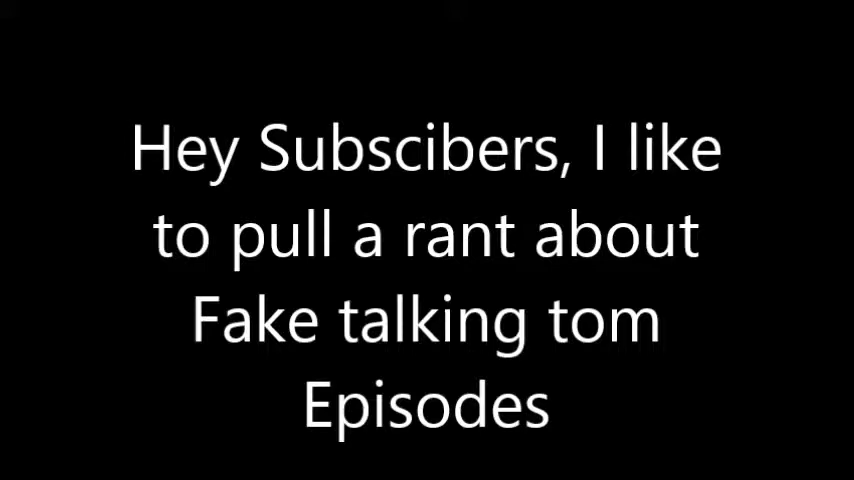 Hey Subscibers, I like
to pull a rant about
Fake talking tom
Episodes